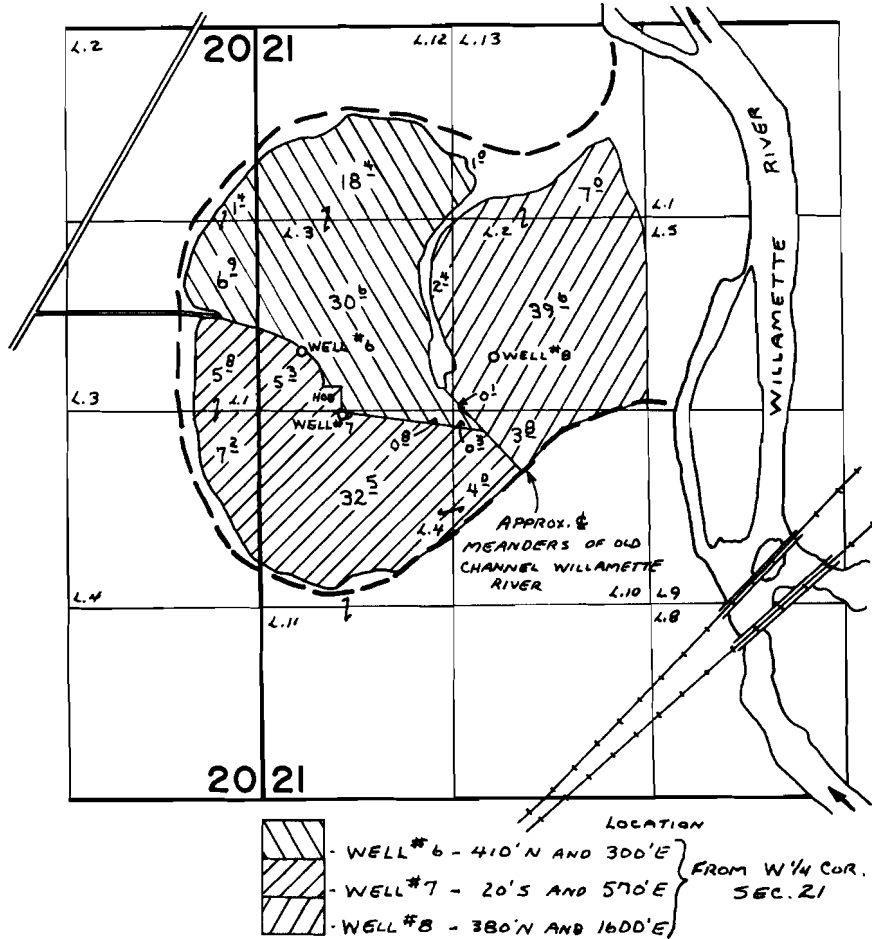 L.2
20 21
L.12 L.13
18 4
1 0
7 0
1 4
L.3
L.2
L.1
L.5
6 9
30 6
2 4
39 6
WELL #6
WELL #8
5 8
5 3
HOB
0 1
L.3
L.1
WELL #7
0 8
0 3
3 8
7 2
32 5
4 0
L.4
APPROX. ℄
MEANDERS OF OLD
CHANNEL WILLAMETTE
RIVER
WILLAMETTE RIVER
L.4
L.11
L.10
L.9
L.8
20 21
LOCATION
- WELL #6 - 410'N AND 300'E
- WELL #7 - 20'S AND 570'E
- WELL #8 - 380'N AND 1600'E
FROM W 1/4 COR.
SEC. 21